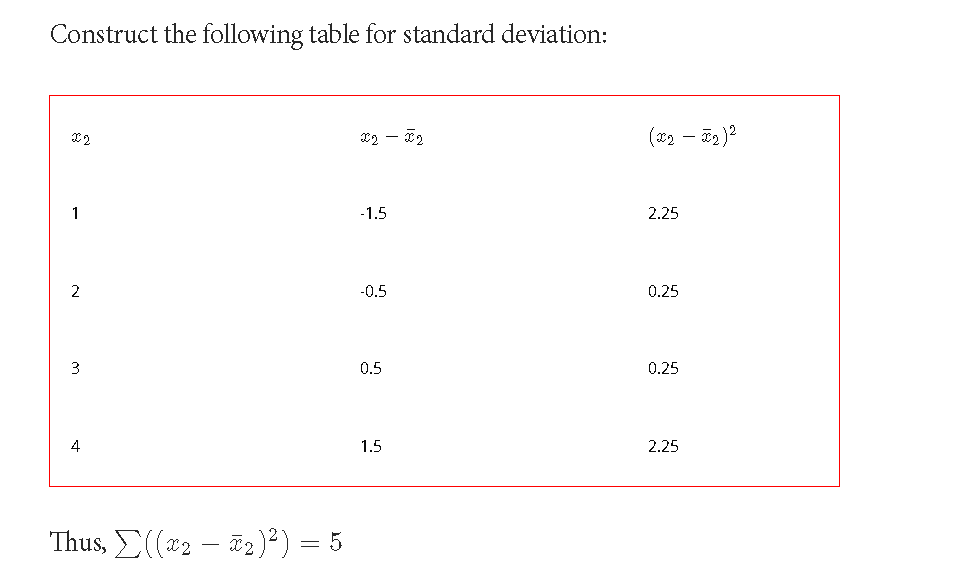 Construct the following table for standard deviation:
x₂ x₂ − x̄₂ (x₂ − x̄₂)²
1 -1.5 2.25
2 -0.5 0.25
3 0.5 0.25
4 1.5 2.25
Thus, ∑((x₂ − x̄₂)²) = 5